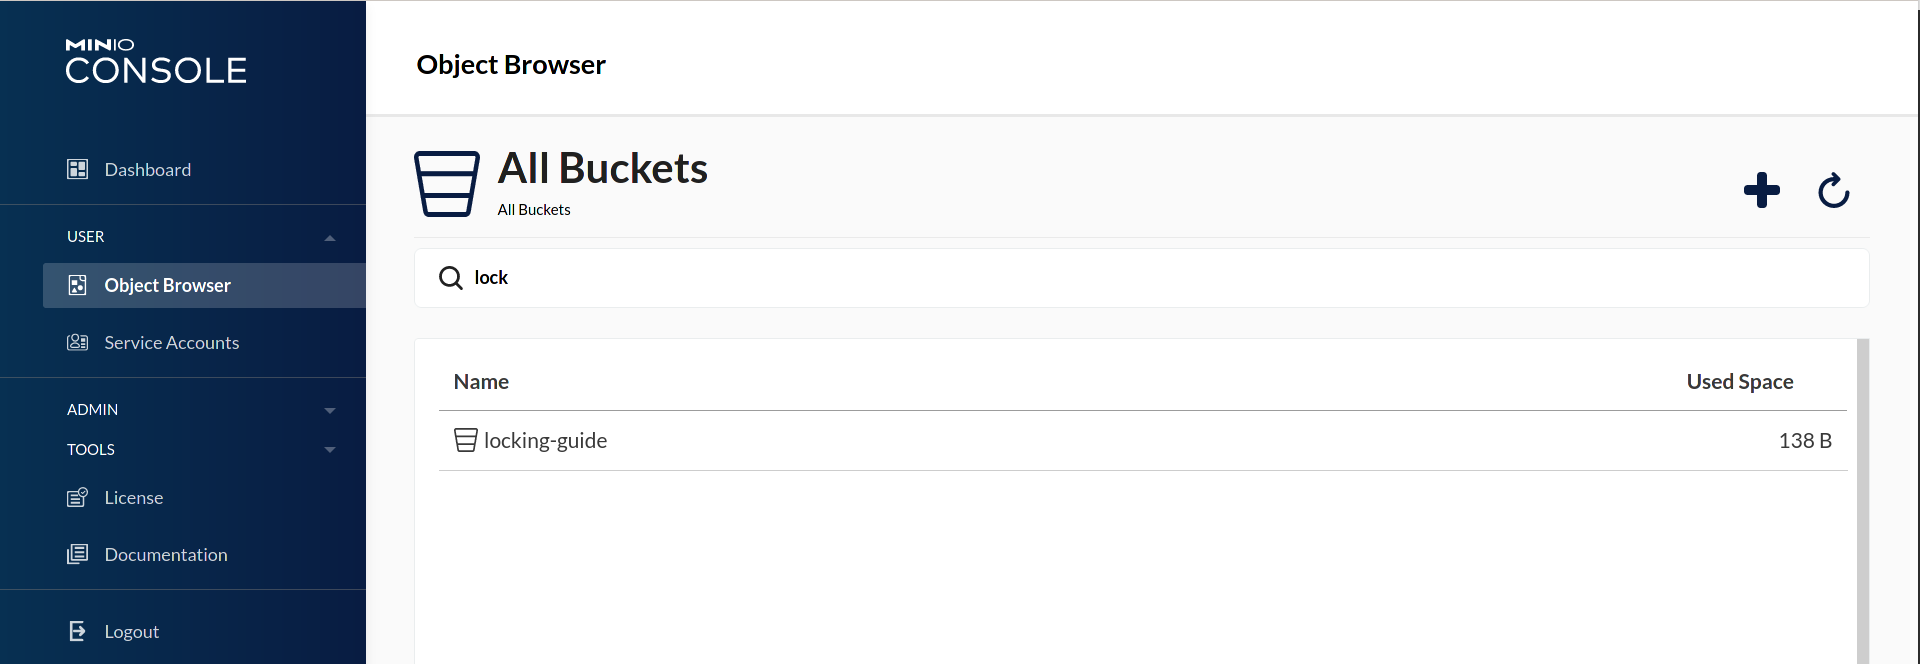 MINIO
CONSOLE
Dashboard
USER
Object Browser
Service Accounts
ADMIN
TOOLS
License
Documentation
Logout
Object Browser
All Buckets
All Buckets
lock
Name Used Space
locking-guide 138 B